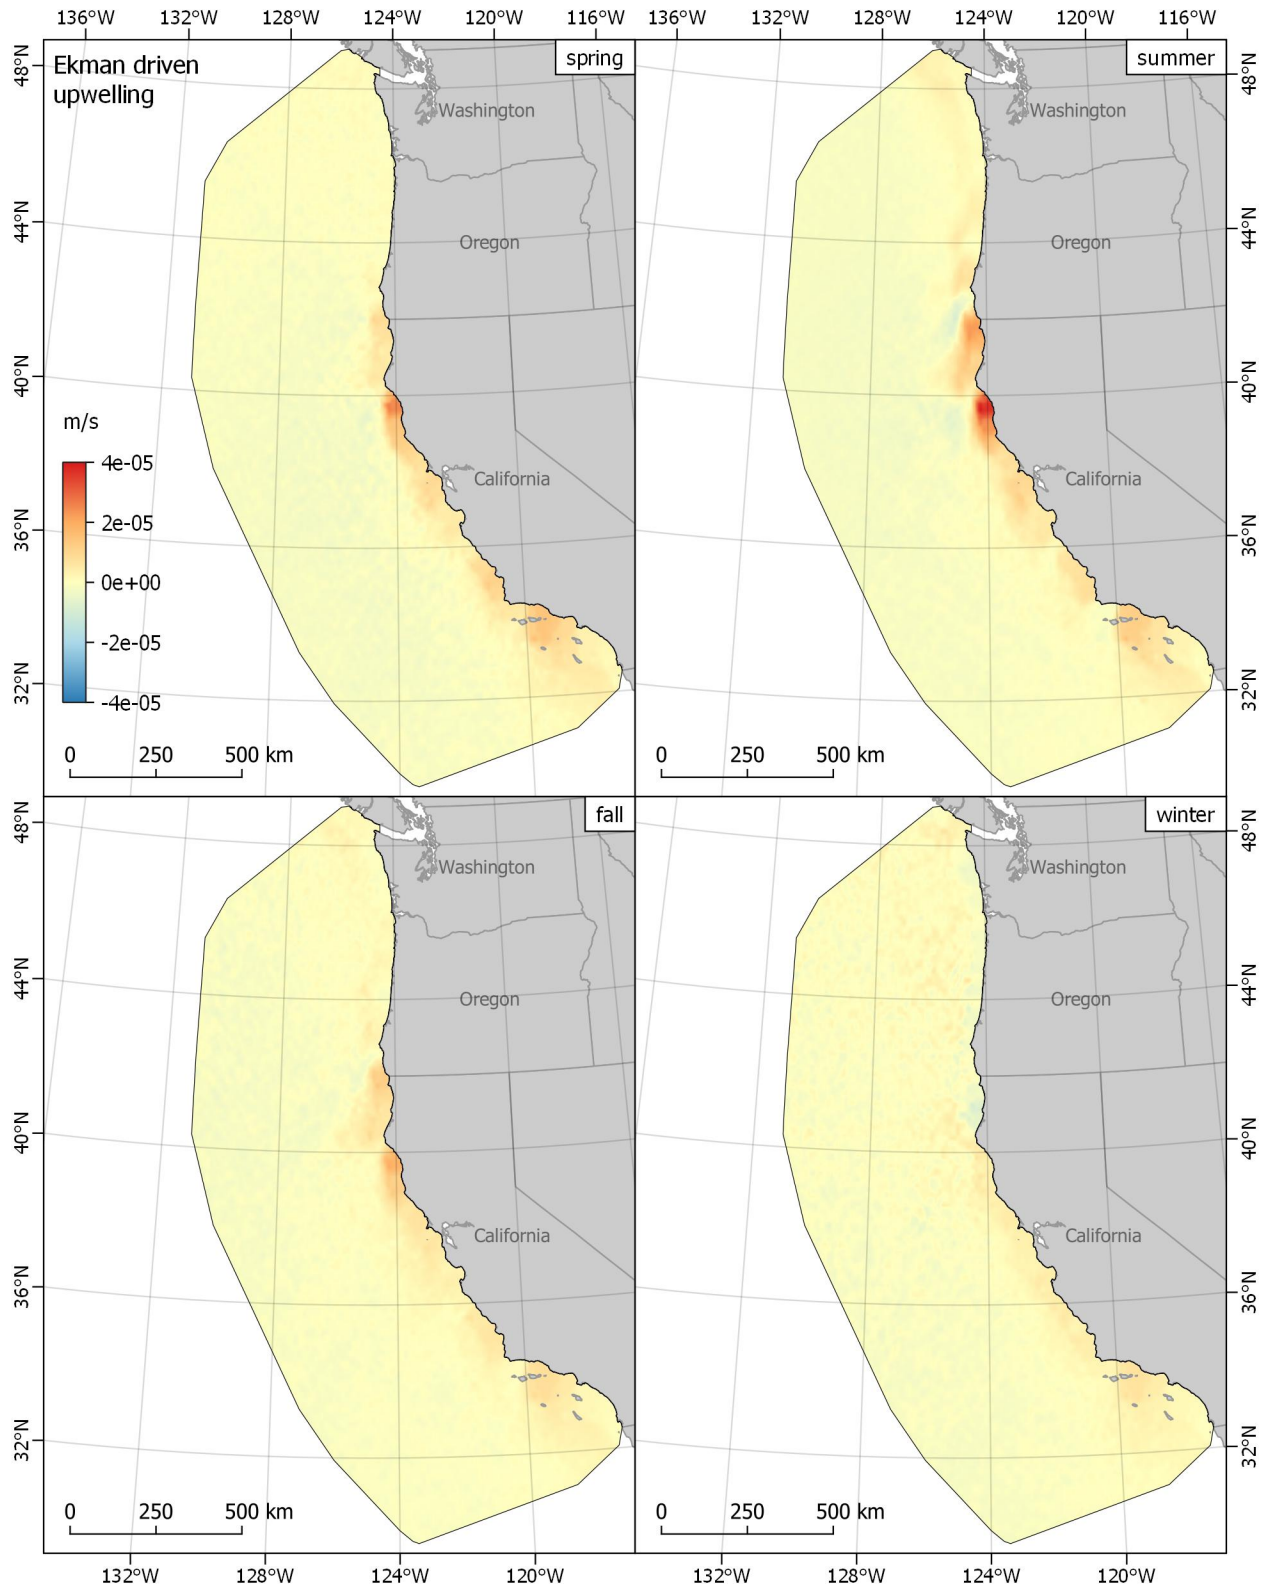 136°W 132°W 128°W 124°W 120°W 116°W 136°W 132°W 128°W 124°W 120°W 116°W
Ekman driven
upwelling
spring
48°N
Washington
44°N
Oregon
40°N
m/s
4e-05
2e-05
0e+00
-2e-05
-4e-05
California
36°N
32°N
0 250 500 km
summer
48°N
Washington
44°N
Oregon
40°N
California
36°N
32°N
0 250 500 km
fall
48°N
Washington
44°N
Oregon
40°N
California
36°N
32°N
0 250 500 km
winter
48°N
Washington
44°N
Oregon
40°N
California
36°N
32°N
0 250 500 km
132°W 128°W 124°W 120°W 132°W 128°W 124°W 120°W